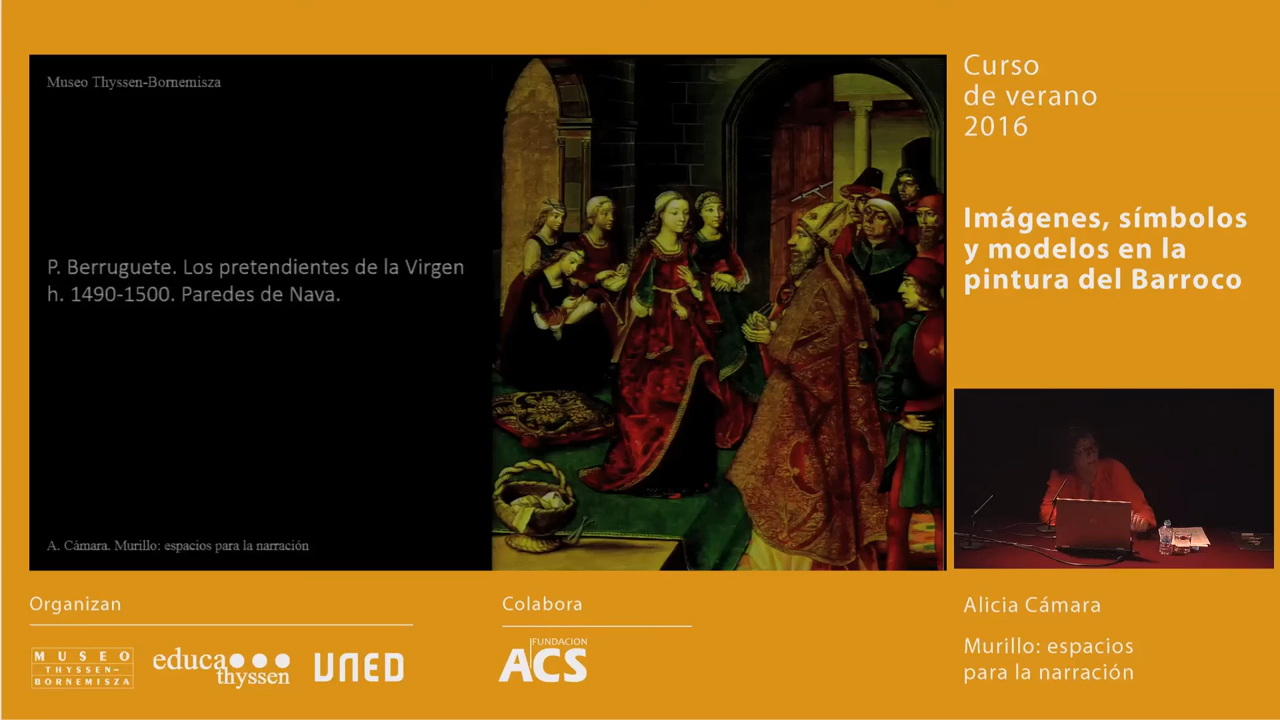 Museo Thyssen-Bornemisza
P. Berruguete. Los pretendientes de la Virgen
h. 1490-1500. Paredes de Nava.
A. Cámara. Murillo: espacios para la narración
Curso
de verano
2016
Imágenes, símbolos
y modelos en la
pintura del Barroco
Alicia Cámara
Murillo: espacios
para la narración
Organizan
MUSEO
THYSSEN-
BORNEMISZA
educa
thyssen
UNED
Colabora
FUNDACION
ACS